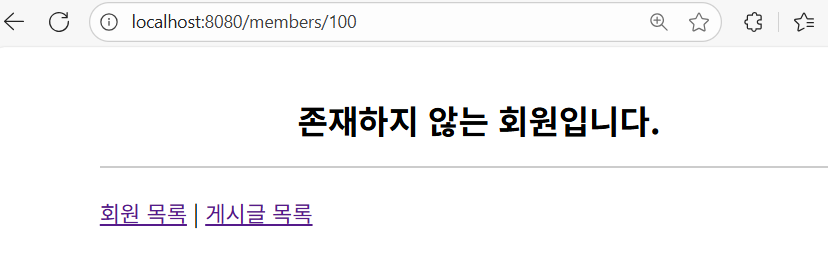 localhost:8080/members/100
존재하지 않는 회원입니다.
회원 목록 | 게시글 목록